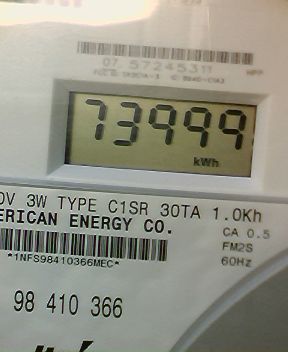 07 57245311
73999
kWh
0V 3W TYPE C1SR 30TA 1.0Kh
ERICAN ENERGY CO.
CA 0.5
FM2S
60Hz
*1NFS98410366MEC*
98 410 366